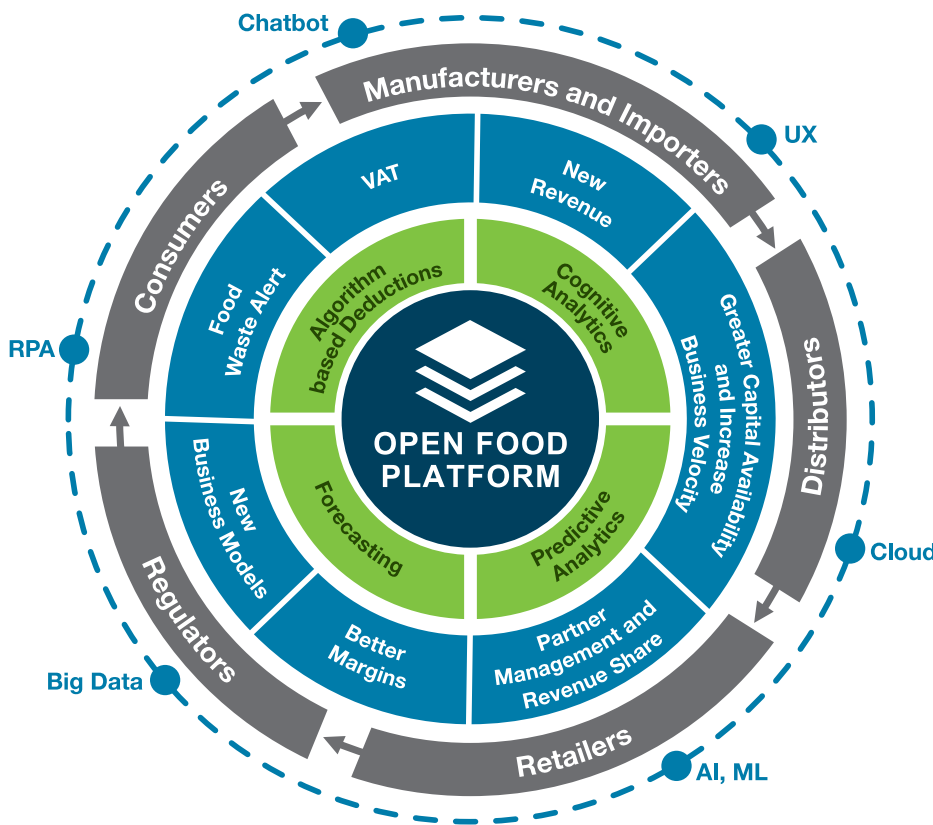 Chatbot
UX
Cloud
AI, ML
Big Data
RPA
Manufacturers and Importers
Distributors
Retailers
Regulators
Consumers
VAT
New
Revenue
Greater Capital Availability
and Increase
Business Velocity
Partner
Management and
Revenue Share
Better
Margins
New
Business Models
Food
Waste Alert
Algorithm
based Deductions
Cognitive
Analytics
Predictive
Analytics
Forecasting
OPEN FOOD
PLATFORM